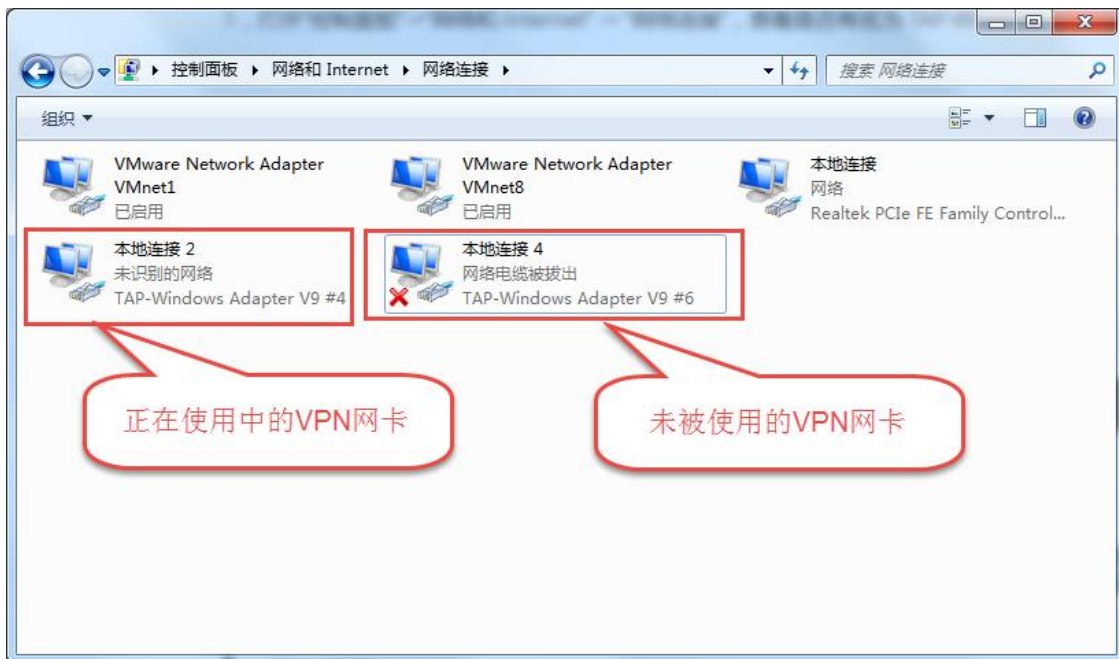 控制面板 ▸ 网络和 Internet ▸ 网络连接 ▸
搜索 网络连接
组织
VMware Network Adapter
VMnet1
已启用
VMware Network Adapter
VMnet8
已启用
本地连接
网络
Realtek PCIe FE Family Control...
本地连接 2
未识别的网络
TAP-Windows Adapter V9 #4
本地连接 4
网络电缆被拔出
TAP-Windows Adapter V9 #6
正在使用中的VPN网卡
未被使用的VPN网卡